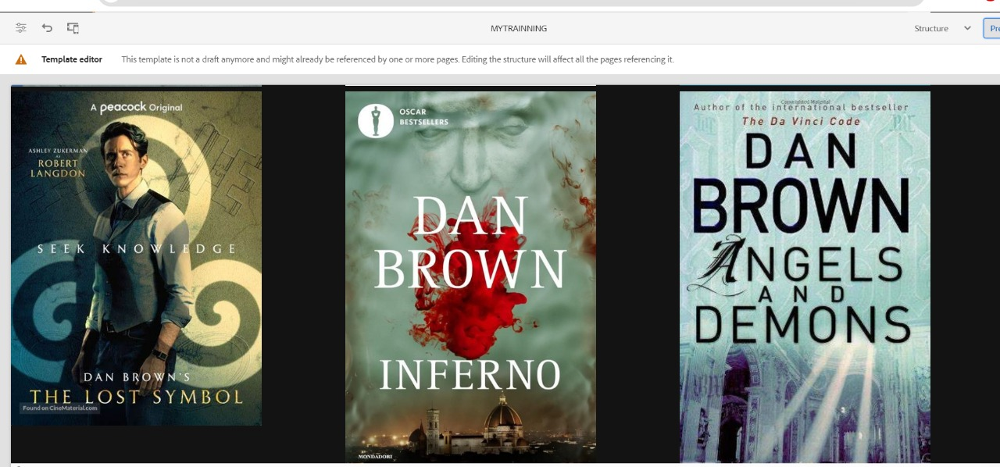 MYTRAINNING
Structure
Pre
Template editor
This template is not a draft anymore and might already be referenced by one or more pages. Editing the structure will affect all the pages referencing it.
A peacock Original
ASHLEY ZUKERMAN
AS
ROBERT
LANGDON
SEEK KNOWLEDGE
DAN BROWN'S
THE LOST SYMBOL
Found on CineMaterial.com
OSCAR
BESTSELLERS
DAN
BROWN
INFERNO
MONDADORI
Copyrighted Material
Author of the international bestseller
The Da Vinci Code
DAN
BROWN
ANGELS
AND
DEMONS